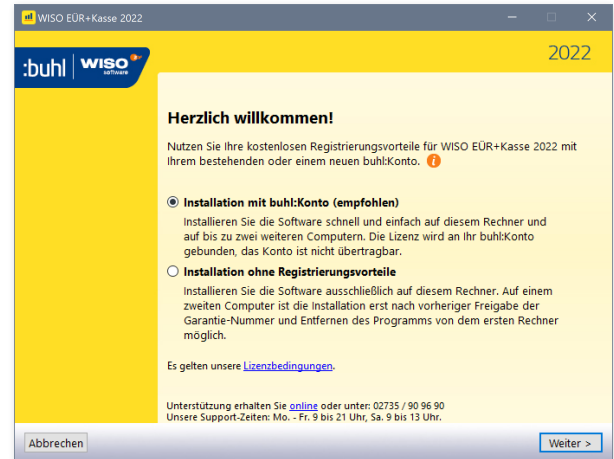 WISO EÜR+Kasse 2022
:buhl WISO software
2022
Herzlich willkommen!
Nutzen Sie Ihre kostenlosen Registrierungsvorteile für WISO EÜR+Kasse 2022 mit
Ihrem bestehenden oder einem neuen buhl:Konto. i
Installation mit buhl:Konto (empfohlen)
Installieren Sie die Software schnell und einfach auf diesem Rechner und
auf bis zu zwei weiteren Computern. Die Lizenz wird an Ihr buhl:Konto
gebunden, das Konto ist nicht übertragbar.
Installation ohne Registrierungsvorteile
Installieren Sie die Software ausschließlich auf diesem Rechner. Auf einem
zweiten Computer ist die Installation erst nach vorheriger Freigabe der
Garantie-Nummer und Entfernen des Programms von dem ersten Rechner
möglich.
Es gelten unsere Lizenzbedingungen.
Unterstützung erhalten Sie online oder unter: 02735 / 90 96 90
Unsere Support-Zeiten: Mo. - Fr. 9 bis 21 Uhr, Sa. 9 bis 13 Uhr.
Abbrechen
Weiter >